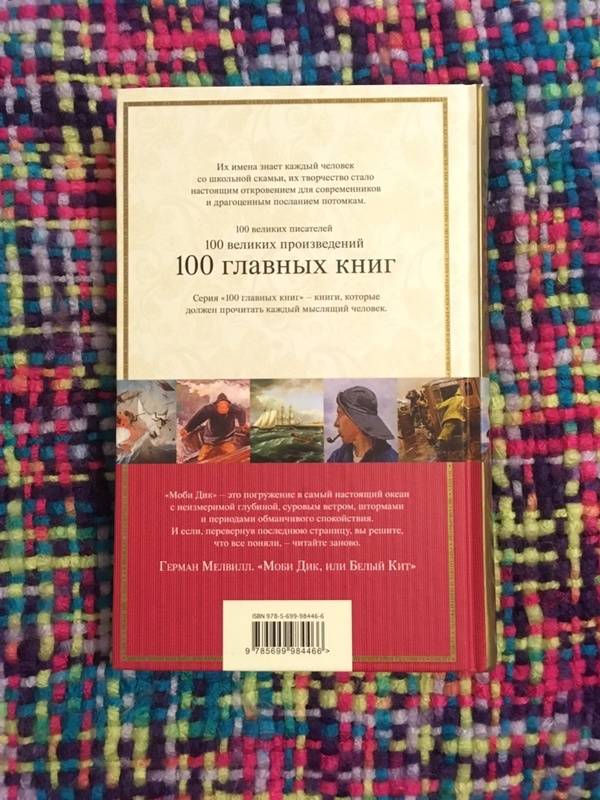 Их имена знает каждый человек
со школьной скамьи, их творчество стало
настоящим откровением для современников
и драгоценным посланием потомкам.
100 великих писателей
100 великих произведений
100 главных книг
Серия «100 главных книг» – книги, которые
должен прочитать каждый мыслящий человек.
«Моби Дик» – это погружение в самый настоящий океан
с неизмеримой глубиной, суровым ветром, штормами
и периодами обманчивого спокойствия.
И если, перевернув последнюю страницу, вы решите,
что все поняли, – читайте заново.
Герман Мелвилл. «Моби Дик, или Белый Кит»
ISBN 978-5-699-98446-6
9 785699 984466 >